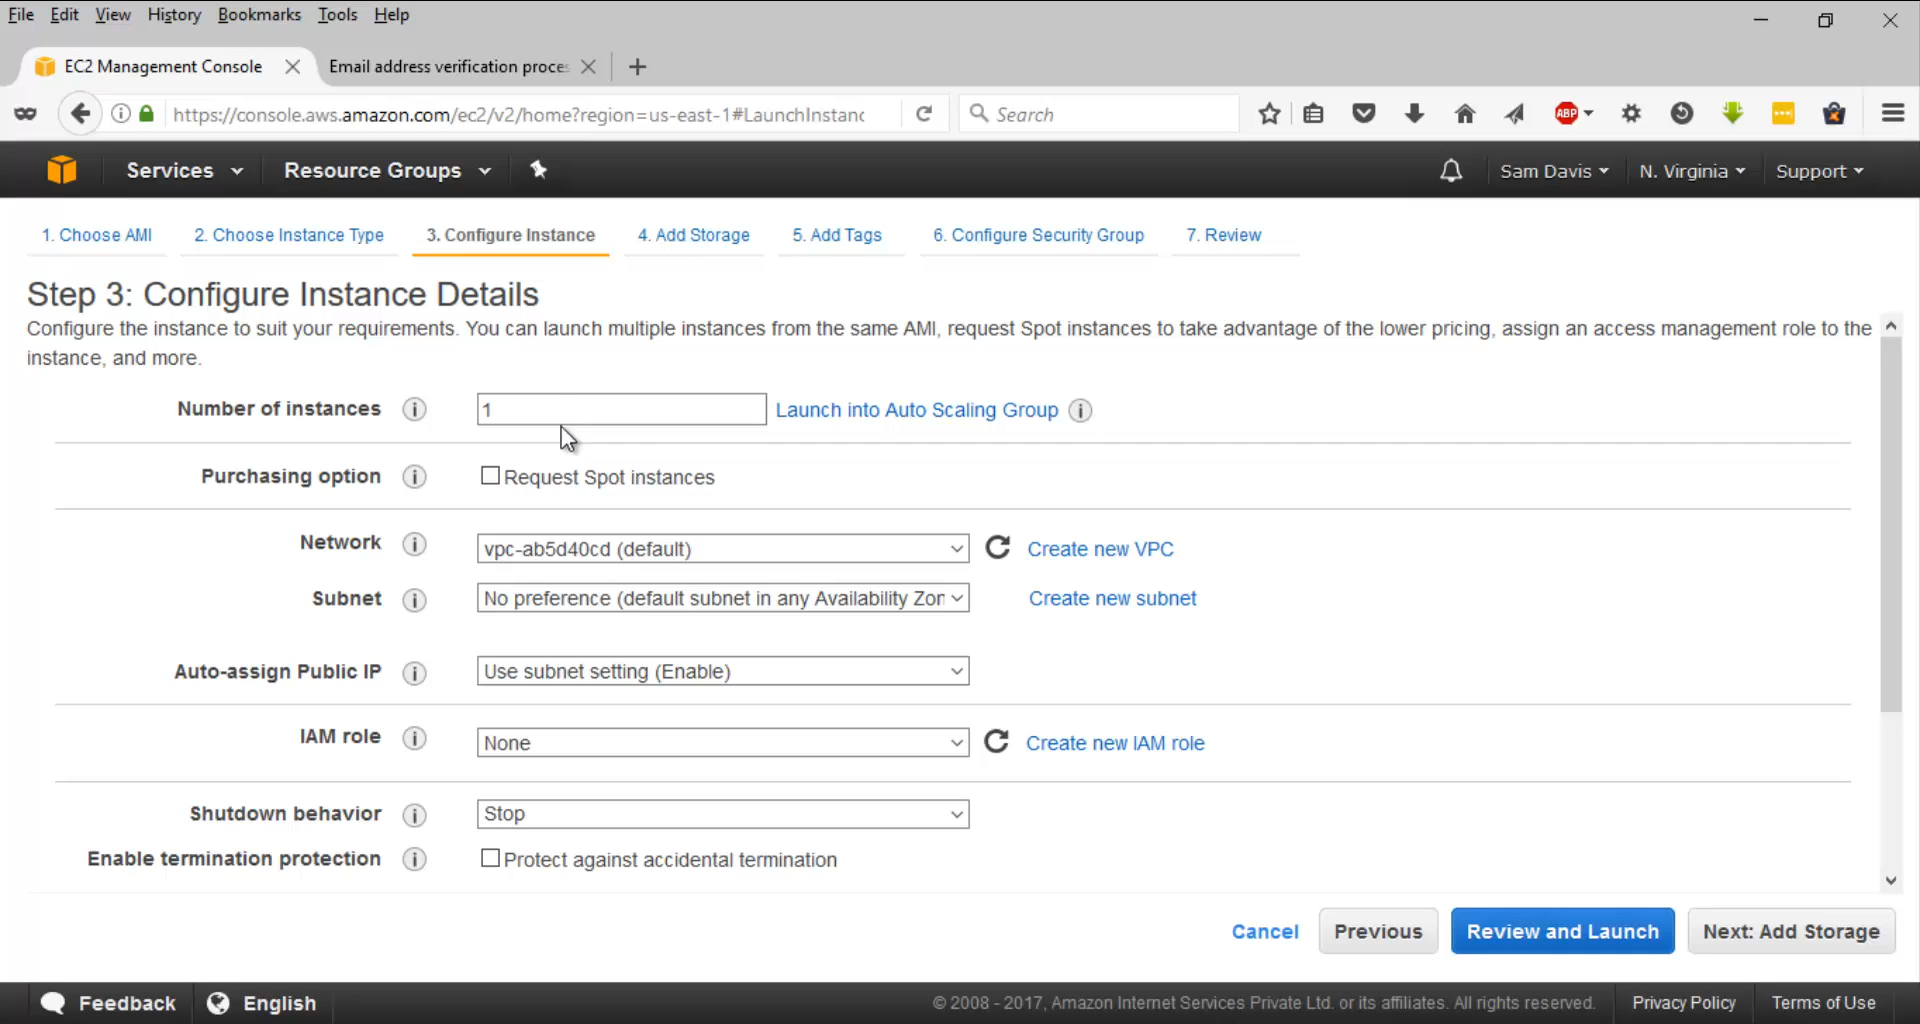 File Edit View History Bookmarks Tools Help
EC2 Management Console
Email address verification proces
https://console.aws.amazon.com/ec2/v2/home?region=us-east-1#LaunchInstanc
Search
ABP
Services Resource Groups Sam Davis N. Virginia Support
1. Choose AMI 2. Choose Instance Type 3. Configure Instance 4. Add Storage 5. Add Tags 6. Configure Security Group 7. Review
Step 3: Configure Instance Details
Configure the instance to suit your requirements. You can launch multiple instances from the same AMI, request Spot instances to take advantage of the lower pricing, assign an access management role to the
instance, and more.
Number of instances i 1 Launch into Auto Scaling Group i
Purchasing option i Request Spot instances
Network i vpc-ab5d40cd (default) Create new VPC
Subnet i No preference (default subnet in any Availability Zon Create new subnet
Auto-assign Public IP i Use subnet setting (Enable)
IAM role i None Create new IAM role
Shutdown behavior i Stop
Enable termination protection i Protect against accidental termination
Cancel Previous Review and Launch Next: Add Storage
Feedback English © 2008 - 2017, Amazon Internet Services Private Ltd. or its affiliates. All rights reserved. Privacy Policy Terms of Use